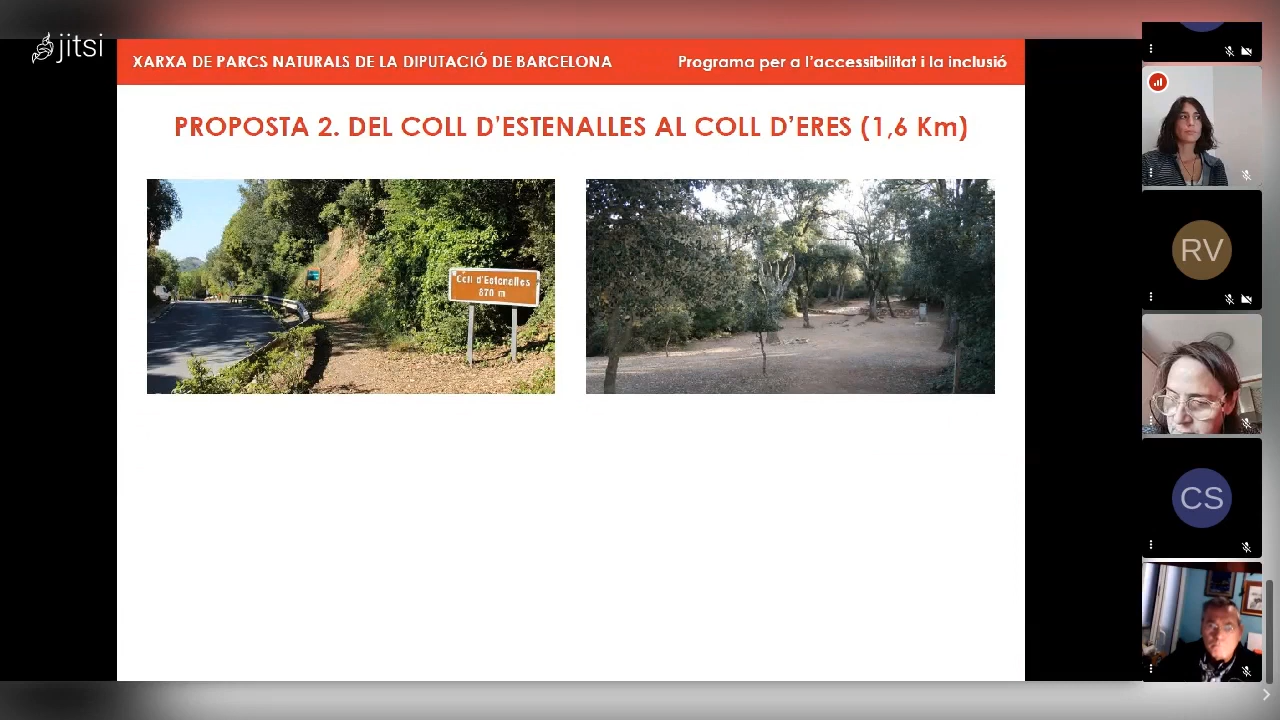 jitsi
XARXA DE PARCS NATURALS DE LA DIPUTACIÓ DE BARCELONA
Programa per a l’accessibilitat i la inclusió
PROPOSTA 2. DEL COLL D’ESTENALLES AL COLL D’ERES (1,6 Km)
Coll d'Estenalles
870 m
RV
CS